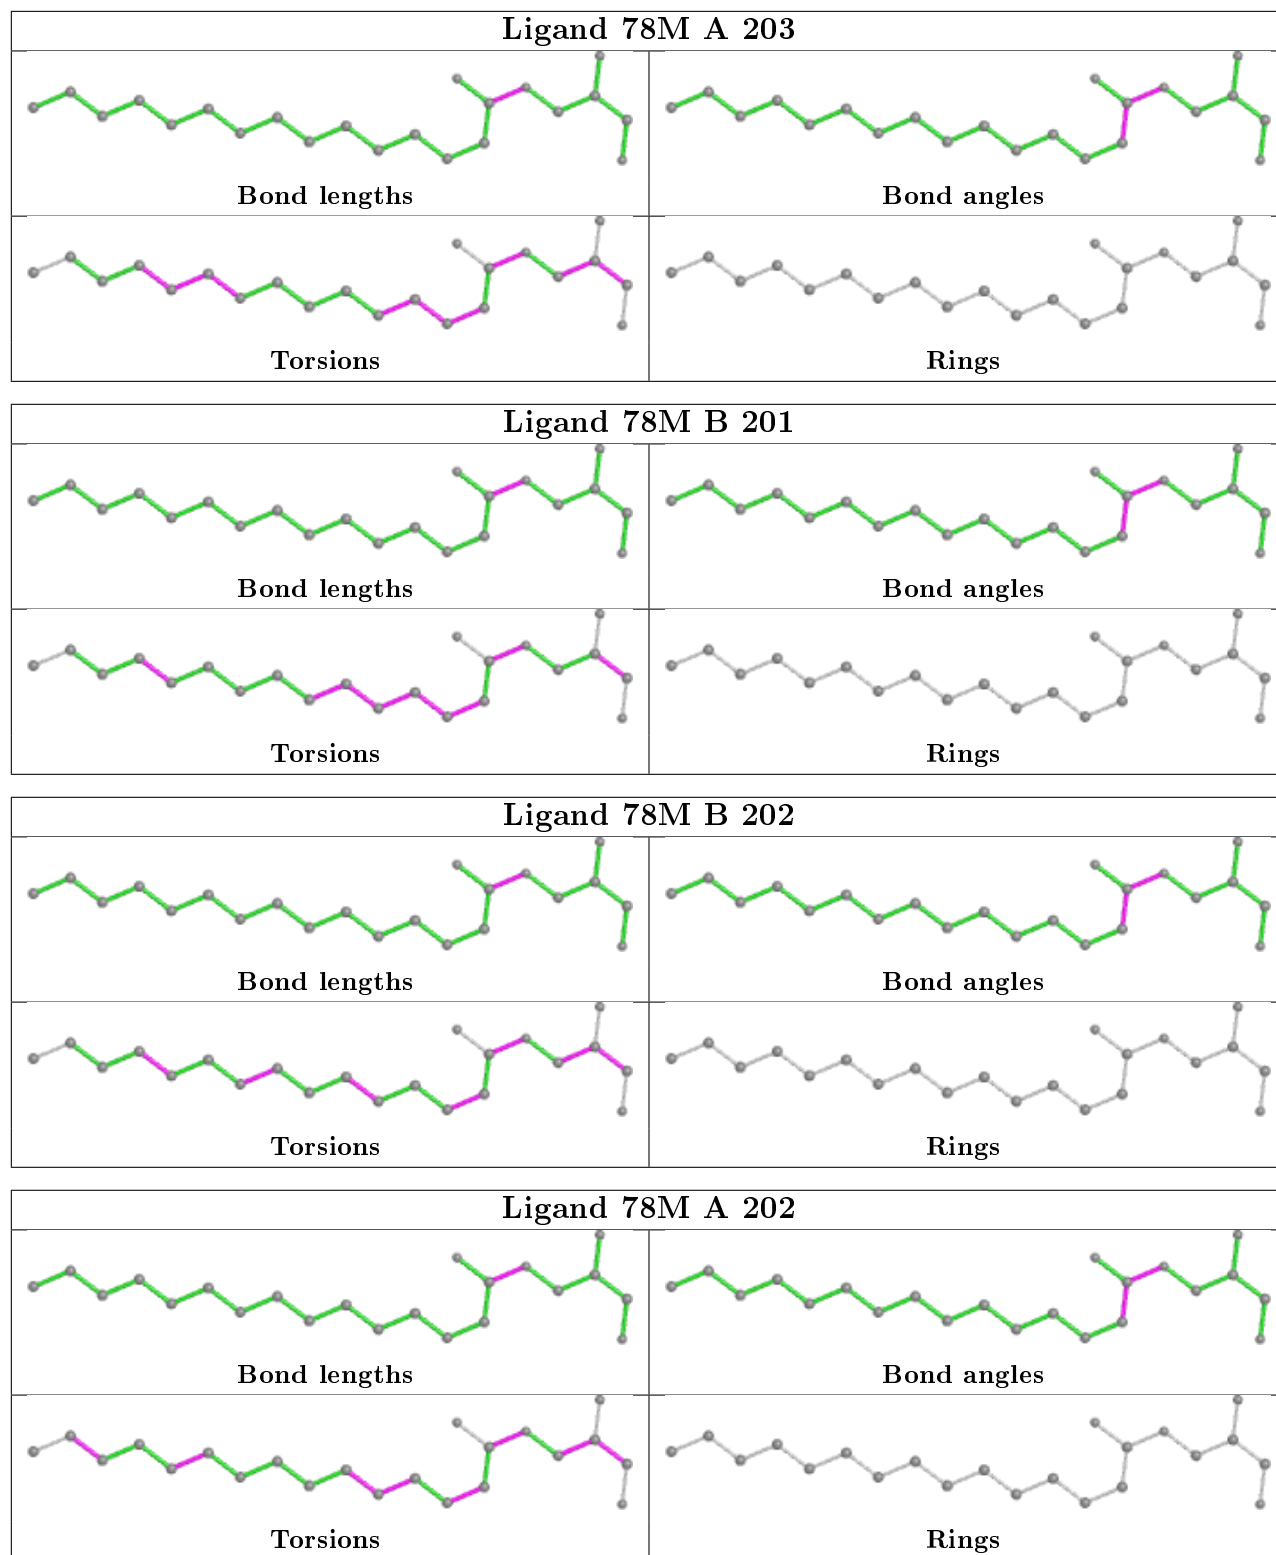 Ligand 78M A 203
Bond lengths
Bond angles
Torsions
Rings
Ligand 78M B 201
Bond lengths
Bond angles
Torsions
Rings
Ligand 78M B 202
Bond lengths
Bond angles
Torsions
Rings
Ligand 78M A 202
Bond lengths
Bond angles
Torsions
Rings